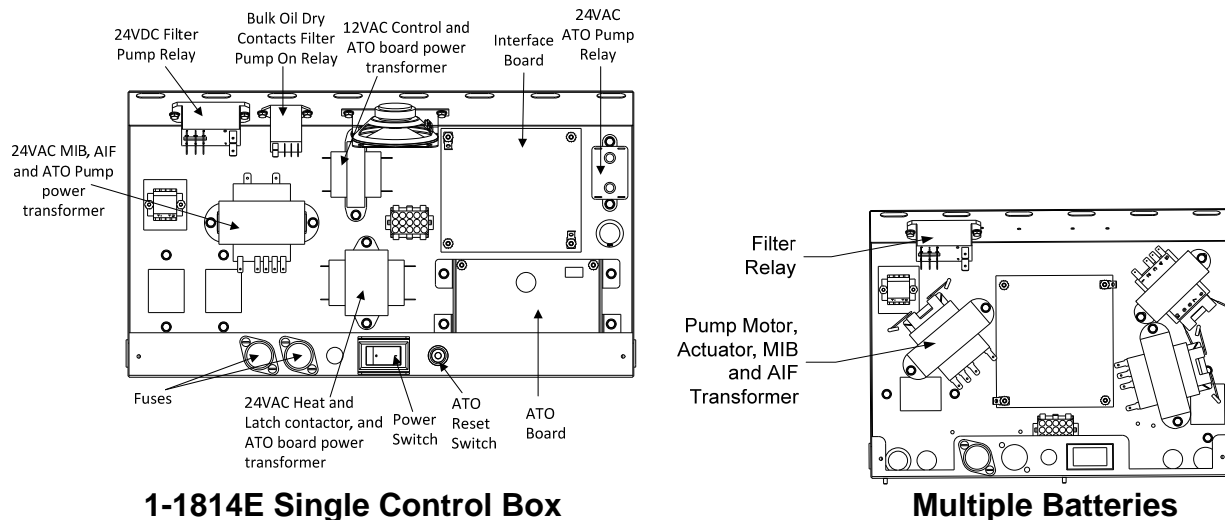 24VDC Filter
Pump Relay
Bulk Oil Dry
Contacts Filter
Pump On Relay
12VAC Control and
ATO board power
transformer
Interface
Board
24VAC
ATO Pump
Relay
24VAC MIB, AIF
and ATO Pump
power
transformer
Fuses
24VAC Heat and
Latch contactor, and
ATO board power
transformer
Power
Switch
ATO
Reset
Switch
ATO
Board
1-1814E Single Control Box
Filter
Relay
Pump Motor,
Actuator, MIB
and AIF
Transformer
Multiple Batteries